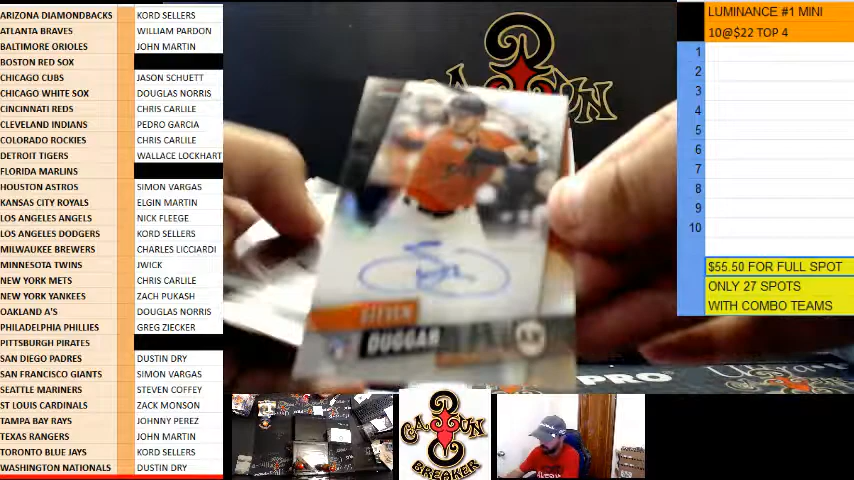 ARIZONA DIAMONDBACKS KORD SELLERS
ATLANTA BRAVES WILLIAM PARDON
BALTIMORE ORIOLES JOHN MARTIN
BOSTON RED SOX
CHICAGO CUBS JASON SCHUETT
CHICAGO WHITE SOX DOUGLAS NORRIS
CINCINNATI REDS CHRIS CARLILE
CLEVELAND INDIANS PEDRO GARCIA
COLORADO ROCKIES CHRIS CARLILE
DETROIT TIGERS WALLACE LOCKHART
FLORIDA MARLINS
HOUSTON ASTROS SIMON VARGAS
KANSAS CITY ROYALS ELGIN MARTIN
LOS ANGELES ANGELS NICK FLEEGE
LOS ANGELES DODGERS KORD SELLERS
MILWAUKEE BREWERS CHARLES LICCIARDI
MINNESOTA TWINS JWICK
NEW YORK METS CHRIS CARLILE
NEW YORK YANKEES ZACH PUKASH
OAKLAND A'S DOUGLAS NORRIS
PHILADELPHIA PHILLIES GREG ZIECKER
PITTSBURGH PIRATES
SAN DIEGO PADRES DUSTIN DRY
SAN FRANCISCO GIANTS SIMON VARGAS
SEATTLE MARINERS STEVEN COFFEY
ST LOUIS CARDINALS ZACK MONSON
TAMPA BAY RAYS JOHNNY PEREZ
TEXAS RANGERS JOHN MARTIN
TORONTO BLUE JAYS KORD SELLERS
WASHINGTON NATIONALS DUSTIN DRY
STEVEN
DUGGAR
PRO
CAJUN
BREAKER
LUMINANCE #1 MINI
10@$22 TOP 4
1
2
3
4
5
6
7
8
9
10
$55.50 FOR FULL SPOT
ONLY 27 SPOTS
WITH COMBO TEAMS